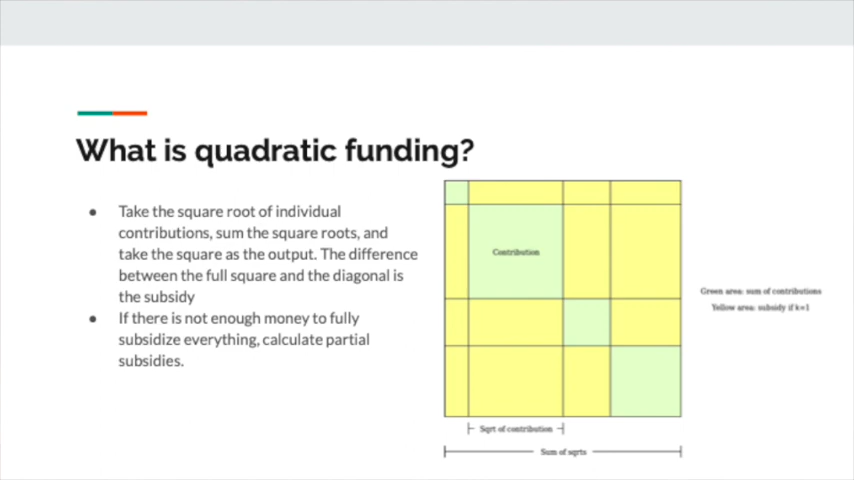 What is quadratic funding?
● Take the square root of individual
contributions, sum the square roots, and
take the square as the output. The difference
between the full square and the diagonal is
the subsidy
● If there is not enough money to fully
subsidize everything, calculate partial
subsidies.
Contribution
Green area: sum of contributions
Yellow area: subsidy if k=1
Sqrt of contribution
Sum of sqrts